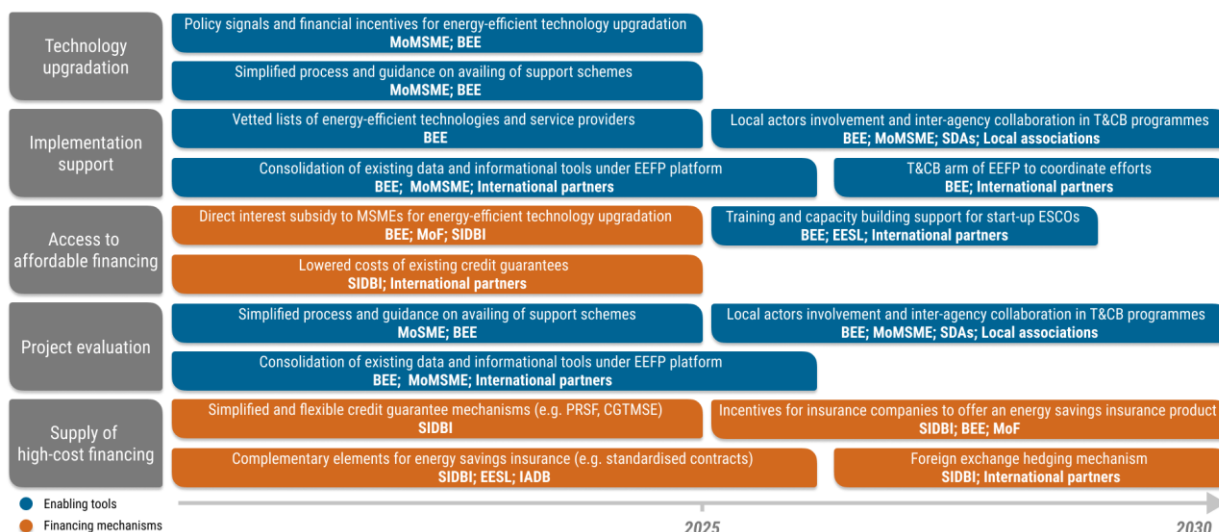 Technology
upgradation
Policy signals and financial incentives for energy-efficient technology upgradation
MoMSME; BEE
Simplified process and guidance on availing of support schemes
MoMSME; BEE
Implementation
support
Vetted lists of energy-efficient technologies and service providers
BEE
Local actors involvement and inter-agency collaboration in T&CB programmes
BEE; MoMSME; SDAs; Local associations
Consolidation of existing data and informational tools under EEFP platform
BEE; MoMSME; International partners
T&CB arm of EEFP to coordinate efforts
BEE; International partners
Access to
affordable financing
Direct interest subsidy to MSMEs for energy-efficient technology upgradation
BEE; MoF; SIDBI
Training and capacity building support for start-up ESCOs
BEE; EESL; International partners
Lowered costs of existing credit guarantees
SIDBI; International partners
Project evaluation
Simplified process and guidance on availing of support schemes
MoSME; BEE
Local actors involvement and inter-agency collaboration in T&CB programmes
BEE; MoMSME; SDAs; Local associations
Consolidation of existing data and informational tools under EEFP platform
BEE; MoMSME; International partners
Supply of
high-cost financing
Simplified and flexible credit guarantee mechanisms (e.g. PRSF, CGTMSE)
SIDBI
Incentives for insurance companies to offer an energy savings insurance product
SIDBI; BEE; MoF
Complementary elements for energy savings insurance (e.g. standardised contracts)
SIDBI; EESL; IADB
Foreign exchange hedging mechanism
SIDBI; International partners
Enabling tools
Financing mechanisms
2025
2030